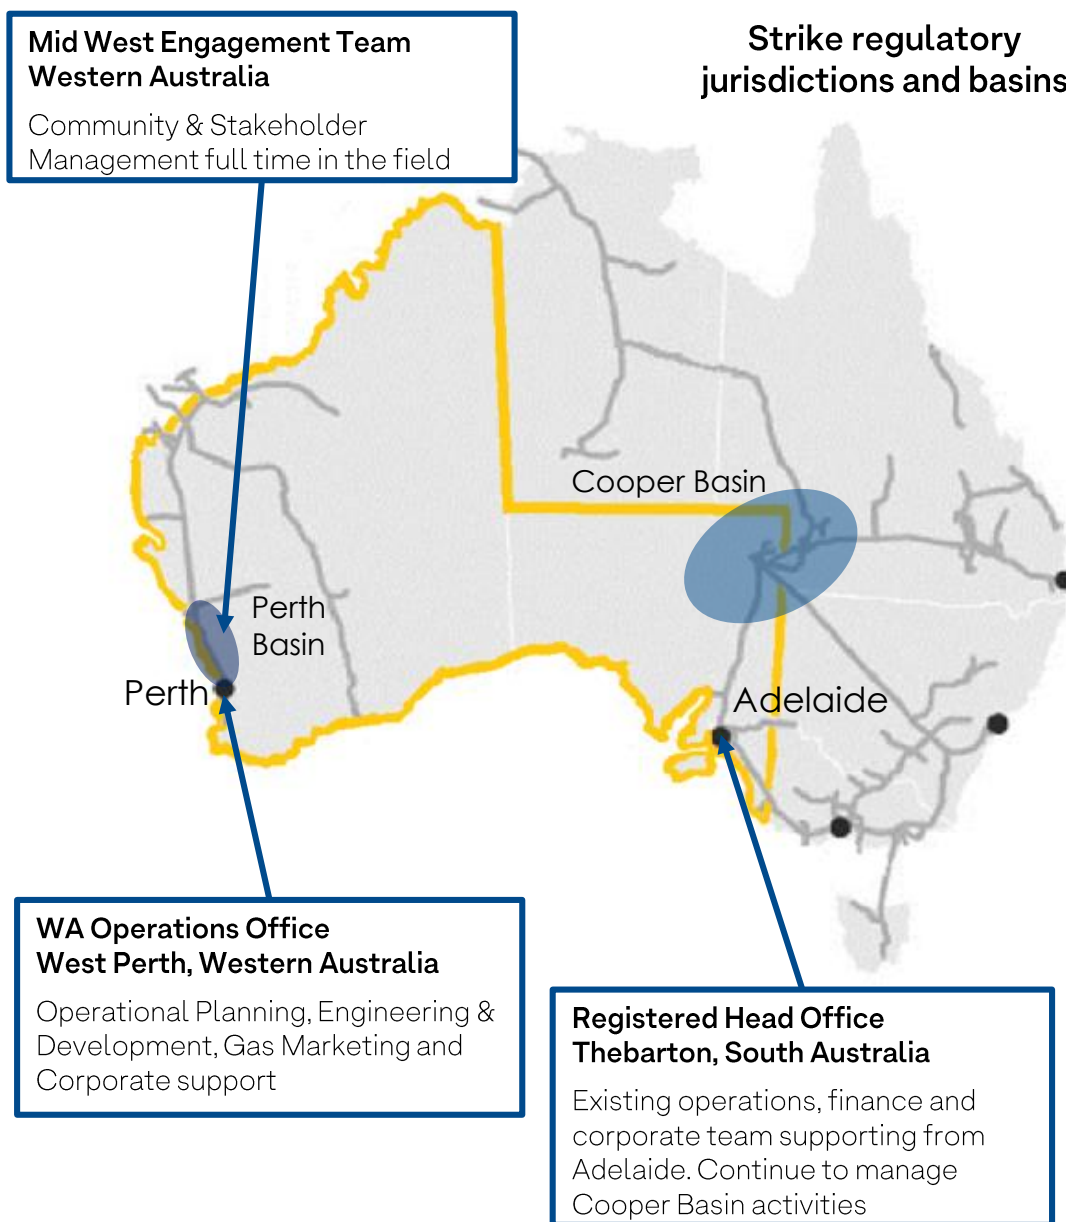 Mid West Engagement Team
Western Australia
Community & Stakeholder
Management full time in the field
Strike regulatory
jurisdictions and basins
Cooper Basin
Perth
Basin
Perth
Adelaide
WA Operations Office
West Perth, Western Australia
Operational Planning, Engineering &
Development, Gas Marketing and
Corporate support
Registered Head Office
Thebarton, South Australia
Existing operations, finance and
corporate team supporting from
Adelaide. Continue to manage
Cooper Basin activities